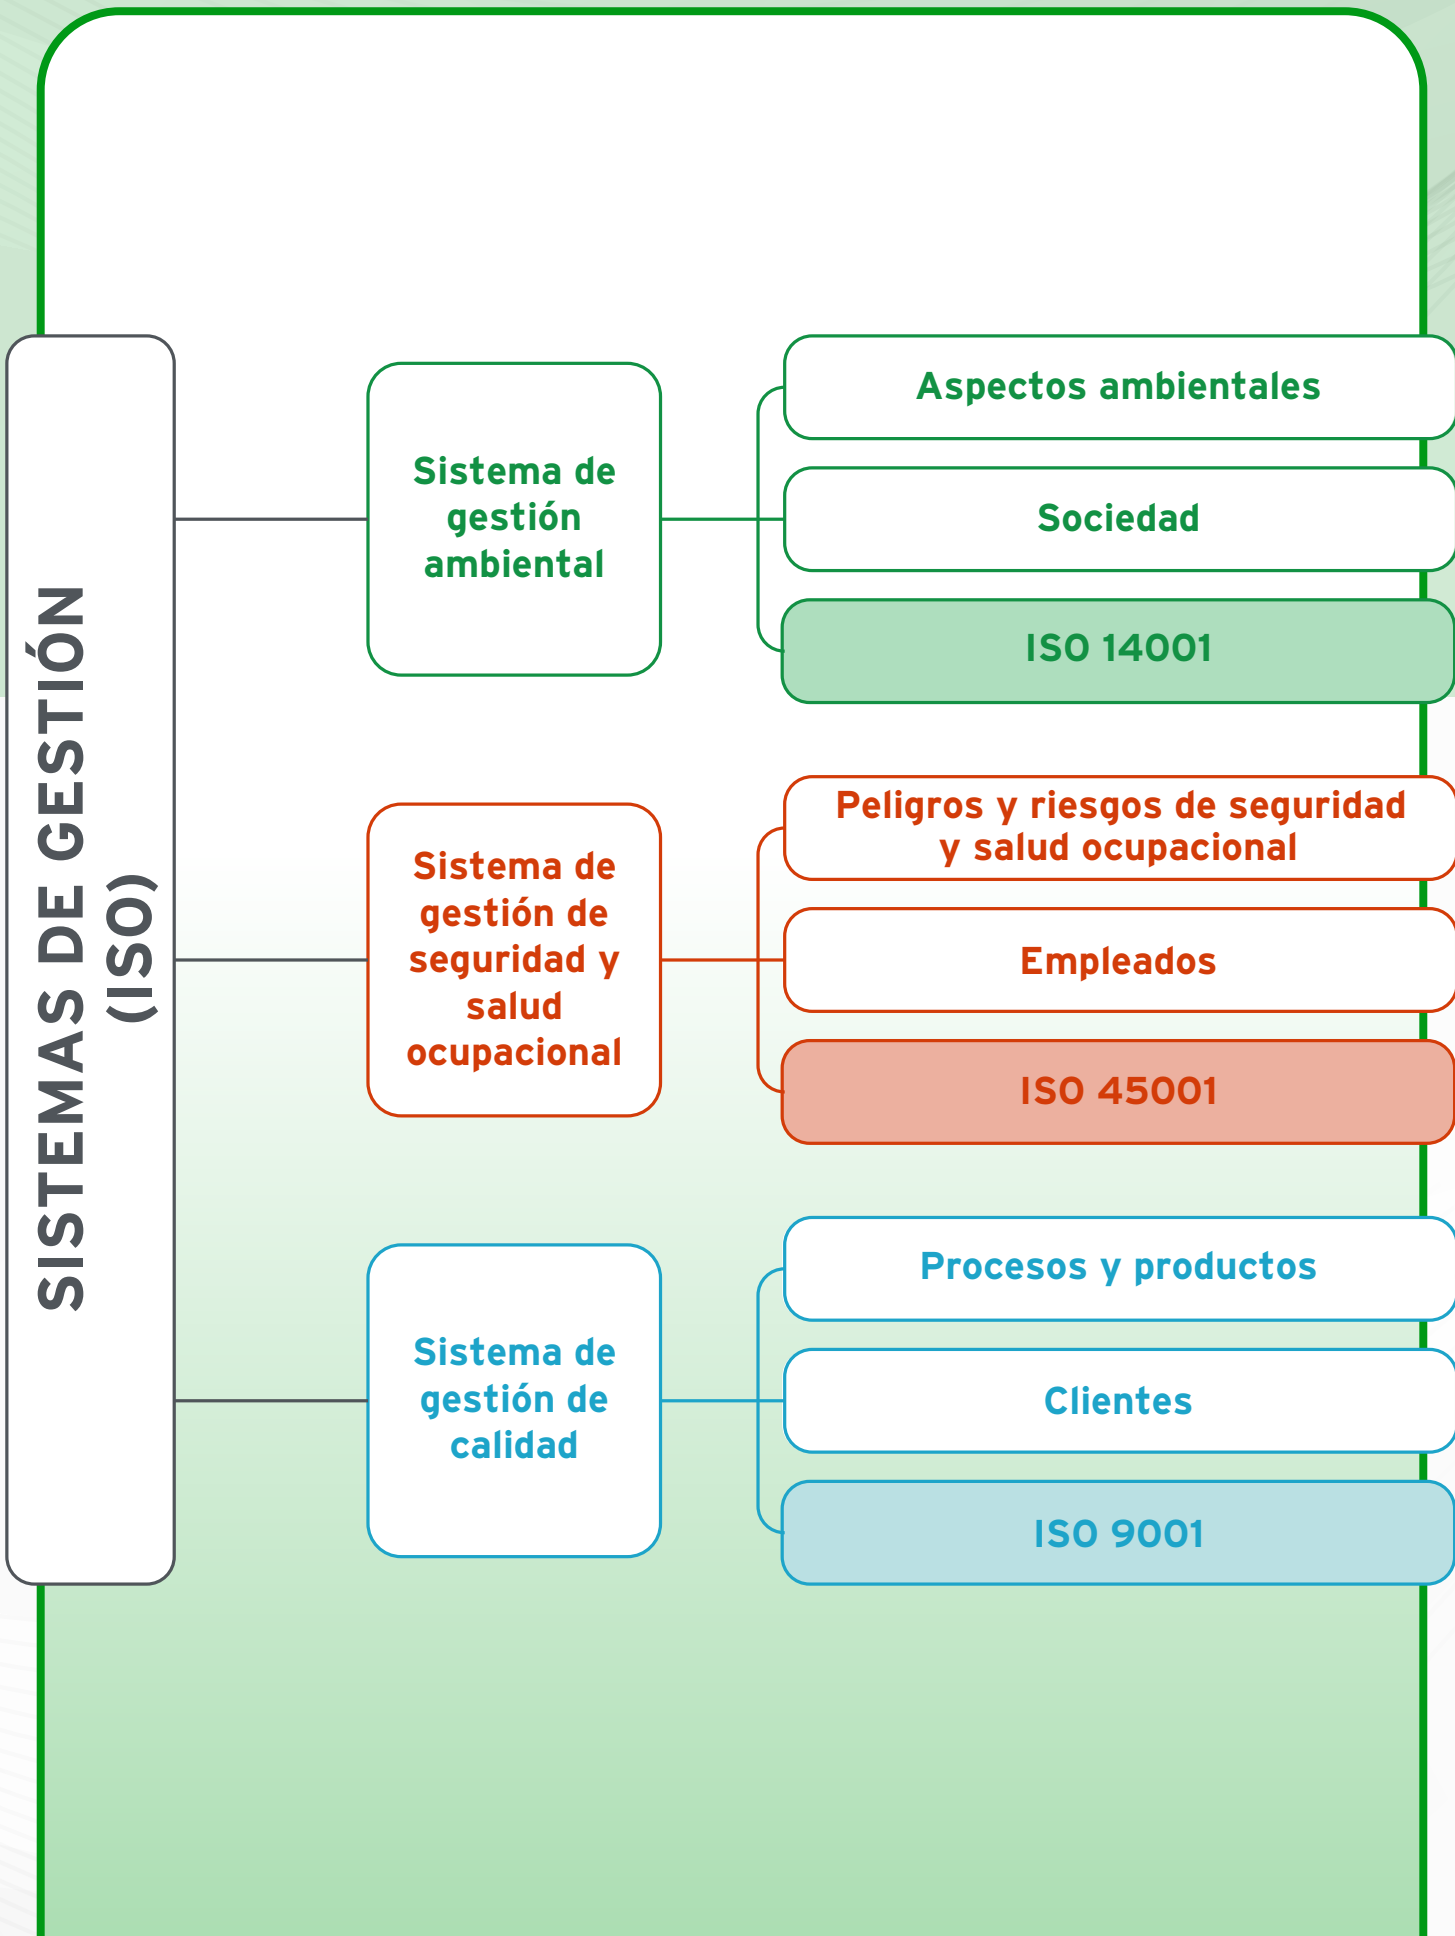 SISTEMAS DE GESTIÓN
(ISO)
Sistema de
gestión
ambiental
Aspectos ambientales
Sociedad
ISO 14001
Sistema de
gestión de
seguridad y
salud
ocupacional
Peligros y riesgos de seguridad
y salud ocupacional
Empleados
ISO 45001
Sistema de
gestión de
calidad
Procesos y productos
Clientes
ISO 9001